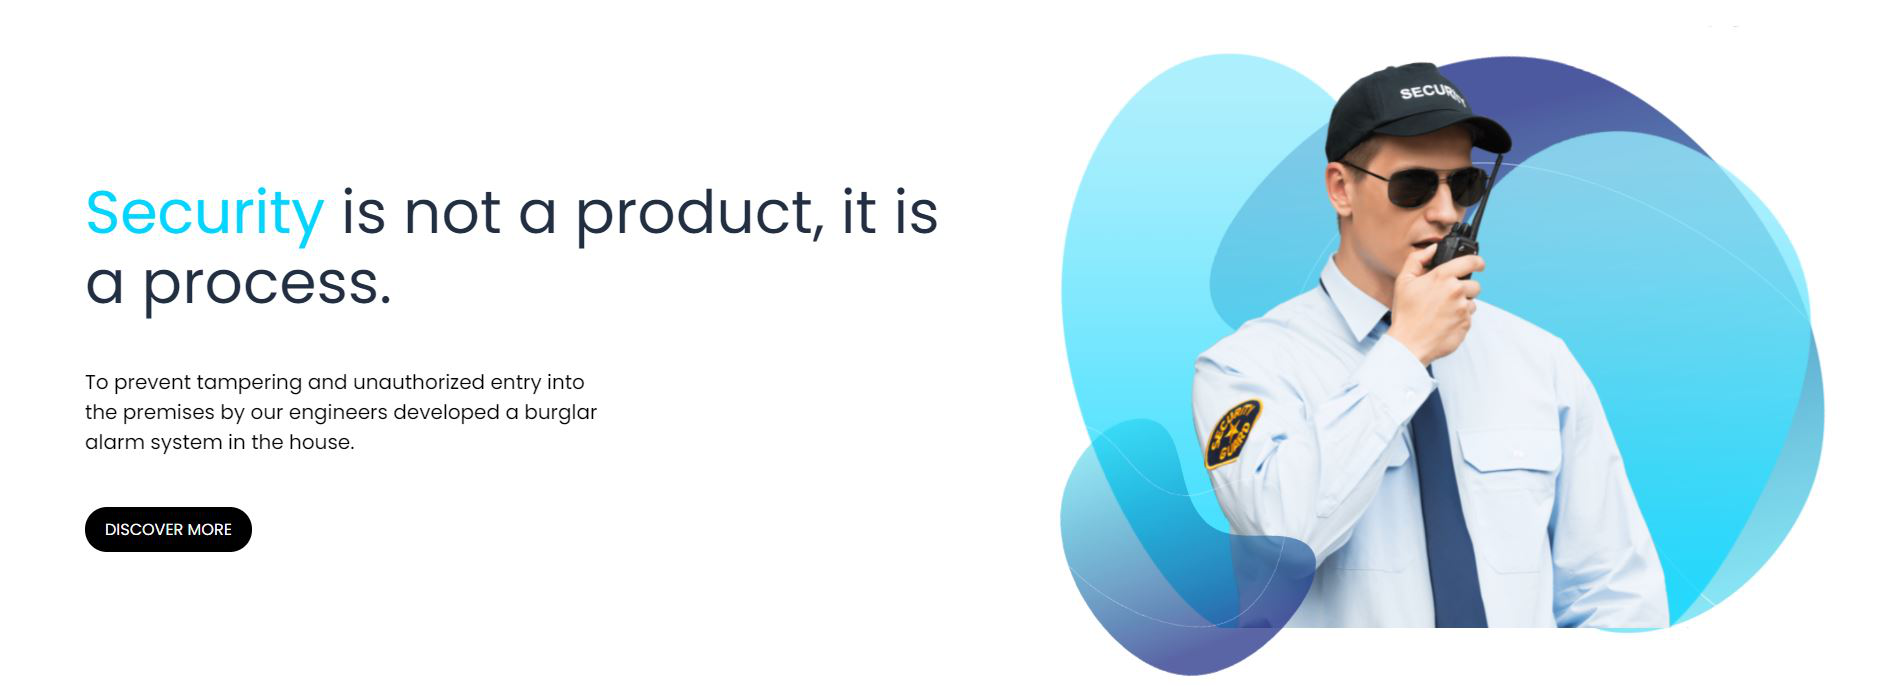 Security is not a product, it is
a process.
To prevent tampering and unauthorized entry into
the premises by our engineers developed a burglar
alarm system in the house.
DISCOVER MORE
SECURITY
SECURITY
GUARD